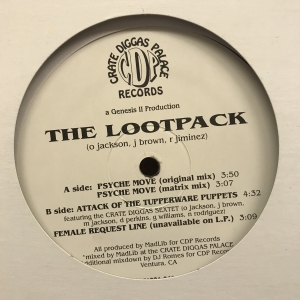 CRATE DIGGAS PALACE
CDP
RECORDS
a Genesis II Production
THE LOOTPACK
(o jackson, j brown, r jiminez)
A side: PSYCHE MOVE (original mix) 3:50
PSYCHE MOVE (matrix mix) 3:07
B side: ATTACK OF THE TUPPERWARE PUPPETS 4:32
featuring the CRATE DIGGAS SEXTET (o jackson, j brown,
m jackson, d perkins, g williams, n rodriguez)
FEMALE REQUEST LINE (unavailable on L.P.) 3:09
All produced by MadLib for CDP Records
mixed by MadLib at the CRATE DIGGAS PALACE
additional mixdown by DJ Romes for CDP Records
Ventura, CA